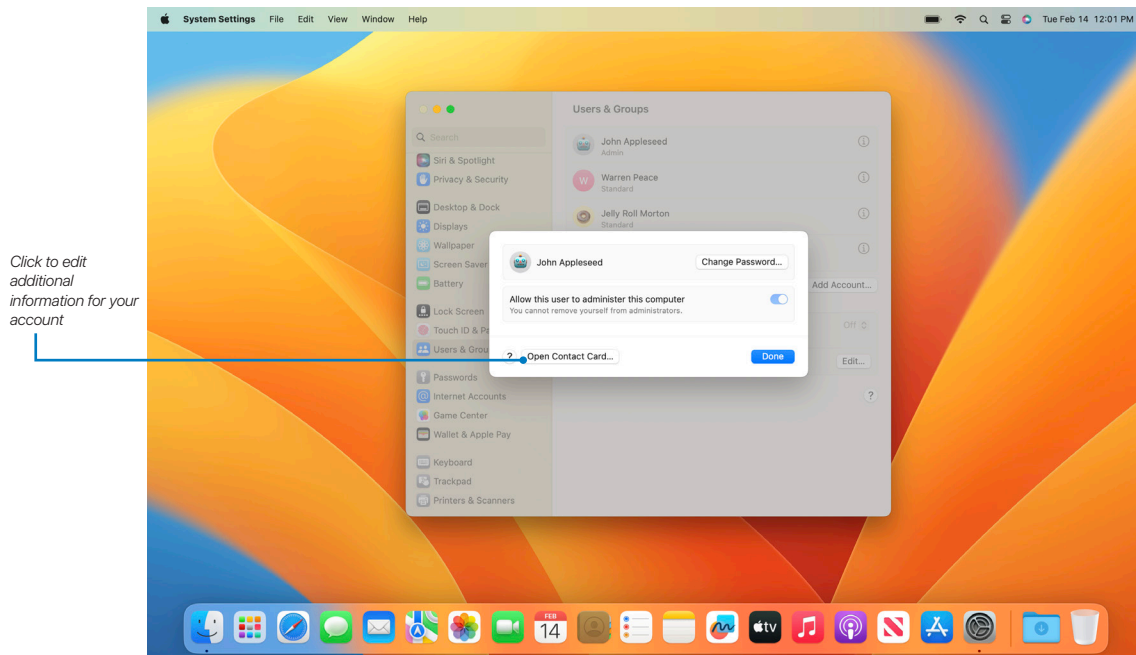 System Settings File Edit View Window Help
Tue Feb 14 12:01 PM
Click to edit
additional
information for your
account
Search
Siri & Spotlight
Privacy & Security
Desktop & Dock
Displays
Wallpaper
Screen Saver
Battery
Lock Screen
Touch ID & Pa
Users & Grou
Passwords
Internet Accounts
Game Center
Wallet & Apple Pay
Keyboard
Trackpad
Printers & Scanners
Users & Groups
John Appleseed
Admin
W
Warren Peace
Standard
Jelly Roll Morton
Standard
Add Account...
Off
Edit...
?
John Appleseed
Change Password...
Allow this user to administer this computer
You cannot remove yourself from administrators.
?
Open Contact Card...
Done
FEB
14
tv